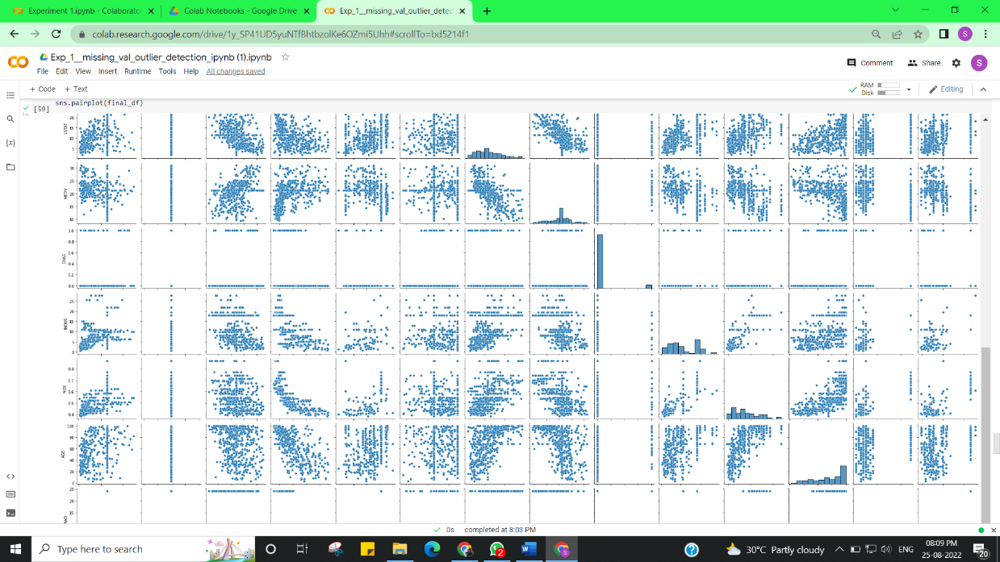 Experiment 1.ipynb - Colaborato
Colab Notebooks - Google Drive
Exp_1__missing_val_outlier_detec
colab.research.google.com/drive/1y_SP41UD5yuNTfBhtbzolKe6OZmi5Uhh#scrollTo=bd5214f1
S
Exp_1__missing_val_outlier_detection_ipynb (1).ipynb
Comment
Share
S
File Edit View Insert Runtime Tools Help All changes saved
+ Code + Text
RAM
Disk
Editing
[59]
1m
sns.pairplot(final_df)
{x}
LSTAT
20
15
10
5
MEDV
30
25
20
15
10
CHAS
1.0
0.8
0.6
0.4
0.2
0.0
INDUS
25
20
15
10
5
0
NOX
0.8
0.7
0.6
0.5
0.4
AGE
100
80
60
40
20
0
RAD
25
20
15
0s completed at 8:03 PM
Type here to search
2
30°C Partly cloudy
ENG
08:09 PM
25-08-2022
20